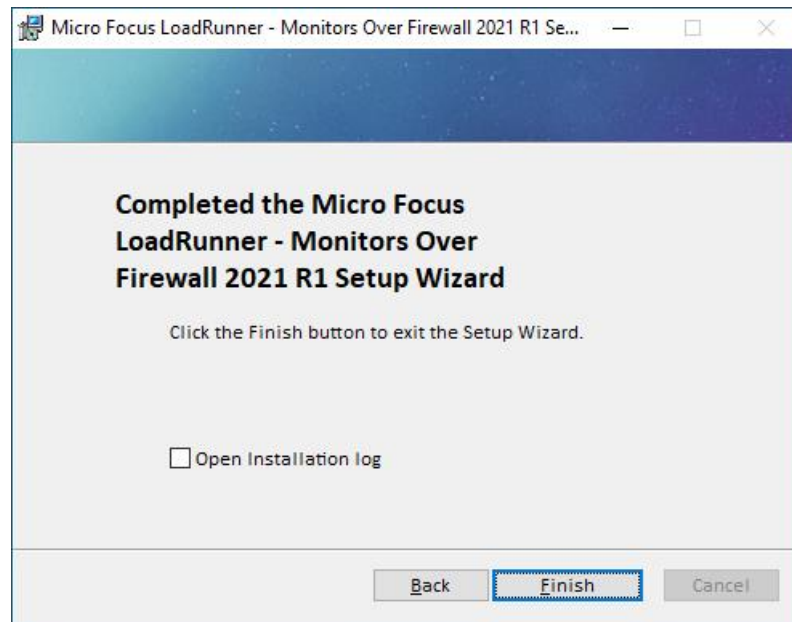 Micro Focus LoadRunner - Monitors Over Firewall 2021 R1 Se...
Completed the Micro Focus
LoadRunner - Monitors Over
Firewall 2021 R1 Setup Wizard
Click the Finish button to exit the Setup Wizard.
Open Installation log
Back Finish Cancel